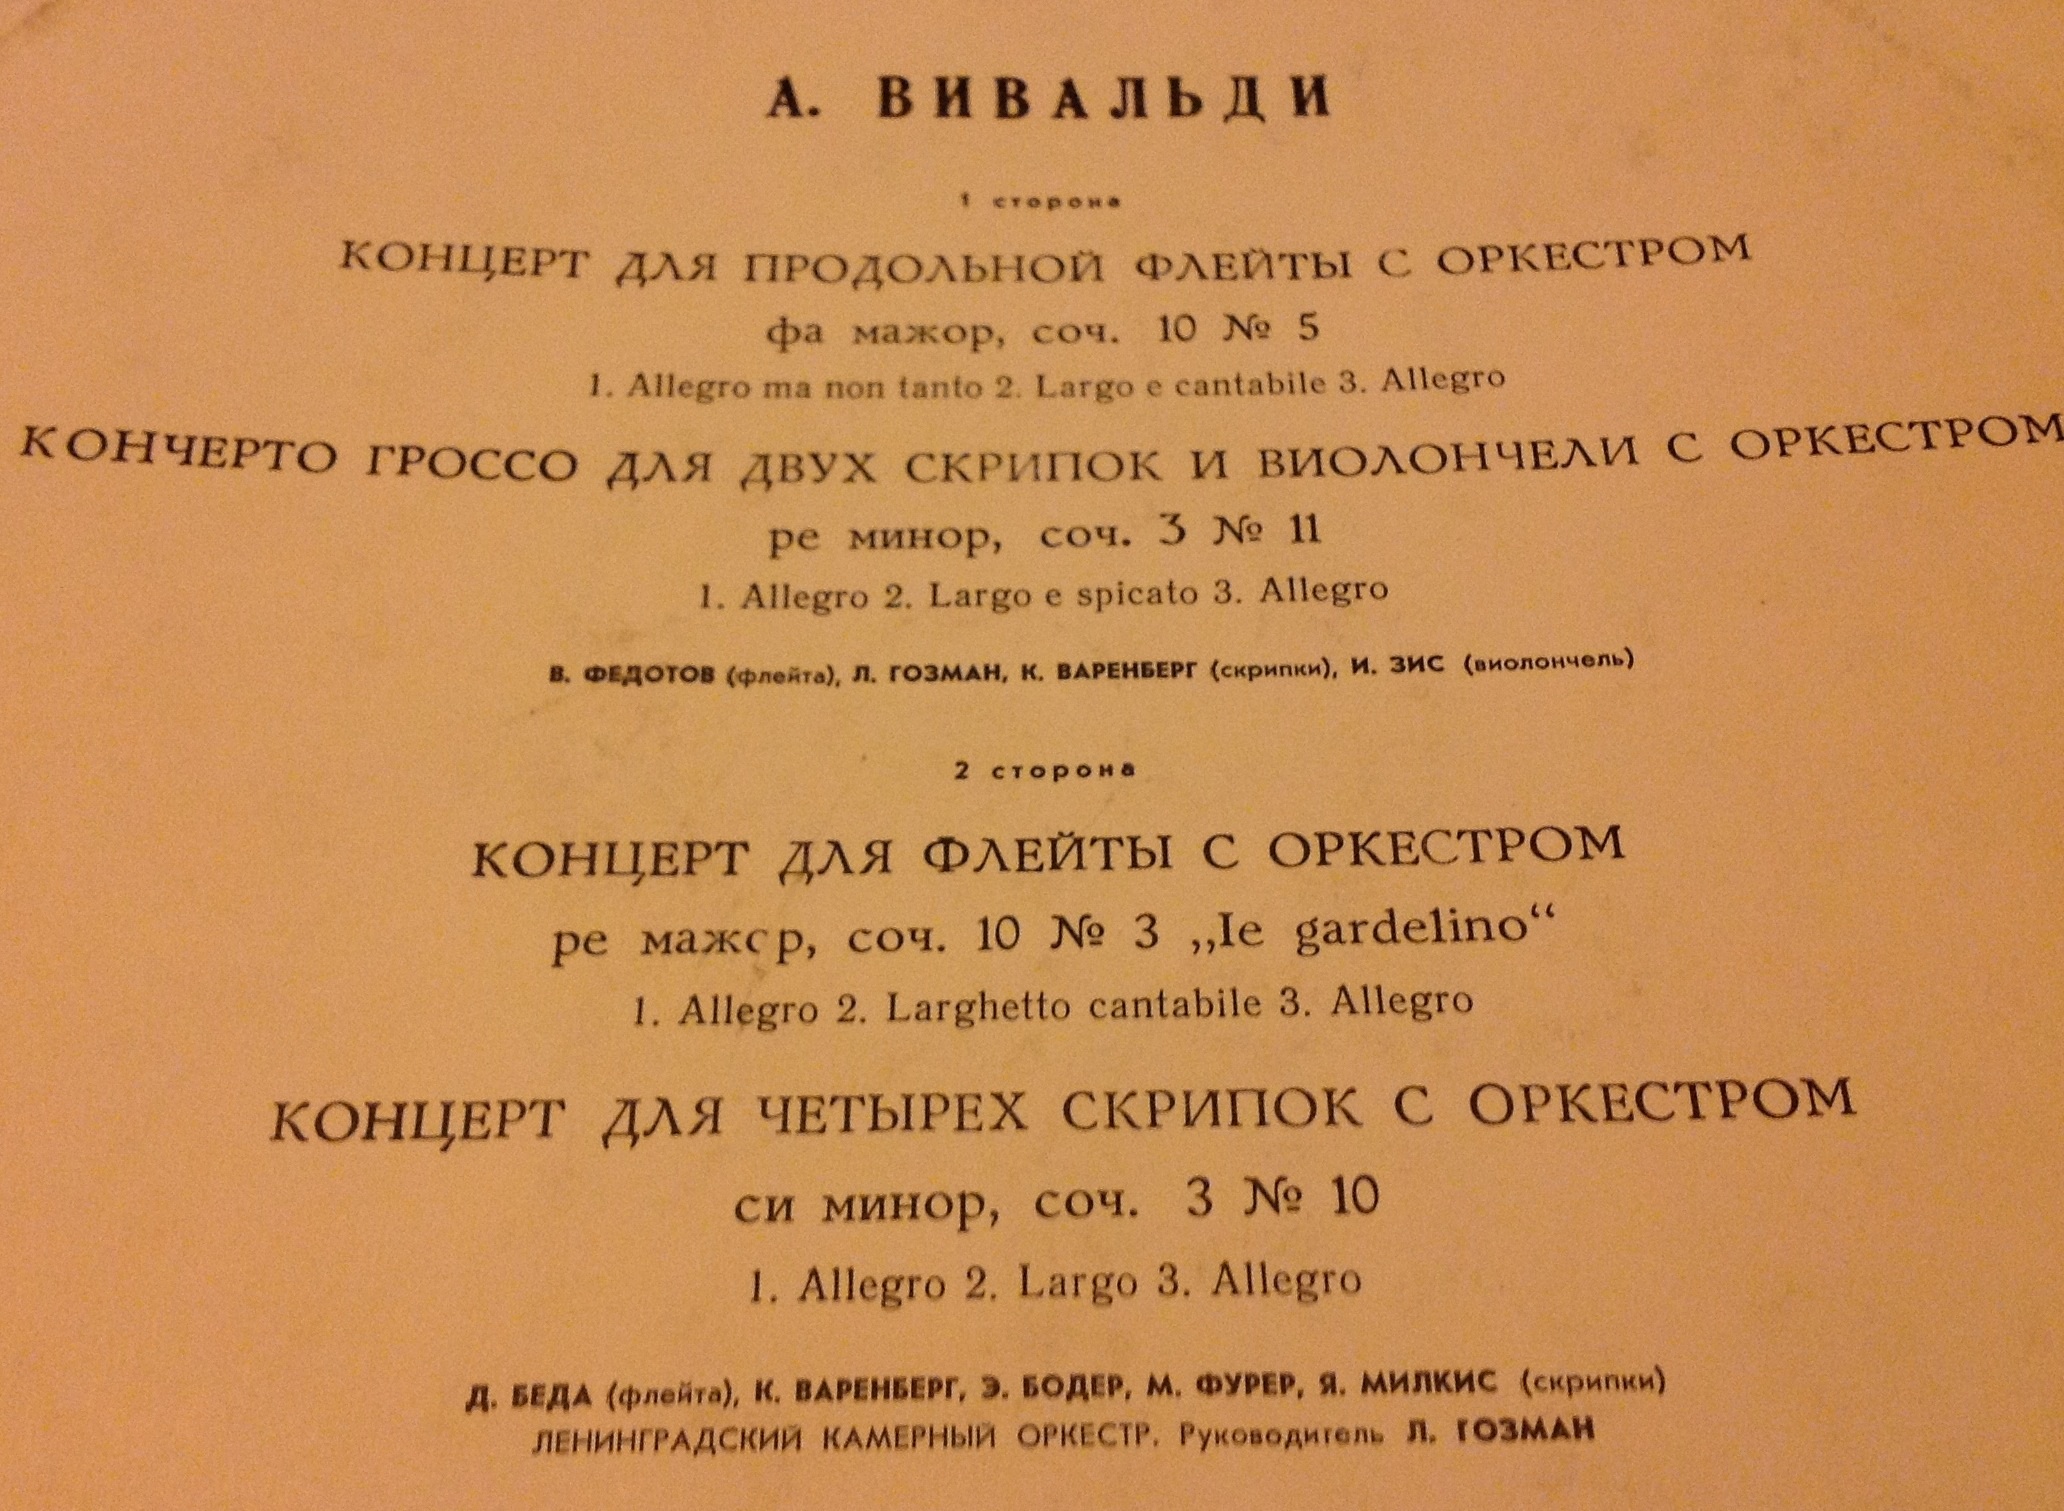 А. ВИВАЛЬДИ
1 сторона
КОНЦЕРТ ДЛЯ ПРОДОЛЬНОЙ ФЛЕЙТЫ С ОРКЕСТРОМ
фа мажор, соч. 10 № 5
1. Allegro ma non tanto 2. Largo e cantabile 3. Allegro
КОНЧЕРТО ГРОССО ДЛЯ ДВУХ СКРИПОК И ВИОЛОНЧЕЛИ С ОРКЕСТРОМ
ре минор, соч. 3 № 11
1. Allegro 2. Largo e spicato 3. Allegro
В. ФЕДОТОВ (флейта), Л. ГОЗМАН, К. ВАРЕНБЕРГ (скрипки), И. ЗИС (виолончель)
2 сторона
КОНЦЕРТ ДЛЯ ФЛЕЙТЫ С ОРКЕСТРОМ
ре мажср, соч. 10 № 3 „Ie gardelino“
1. Allegro 2. Larghetto cantabile 3. Allegro
КОНЦЕРТ ДЛЯ ЧЕТЫРЕХ СКРИПОК С ОРКЕСТРОМ
си минор, соч. 3 № 10
1. Allegro 2. Largo 3. Allegro
Д. БЕДА (флейта), К. ВАРЕНБЕРГ, Э. БОДЕР, М. ФУРЕР, Я. МИЛКИС (скрипки)
ЛЕНИНГРАДСКИЙ КАМЕРНЫЙ ОРКЕСТР. Руководитель Л. ГОЗМАН